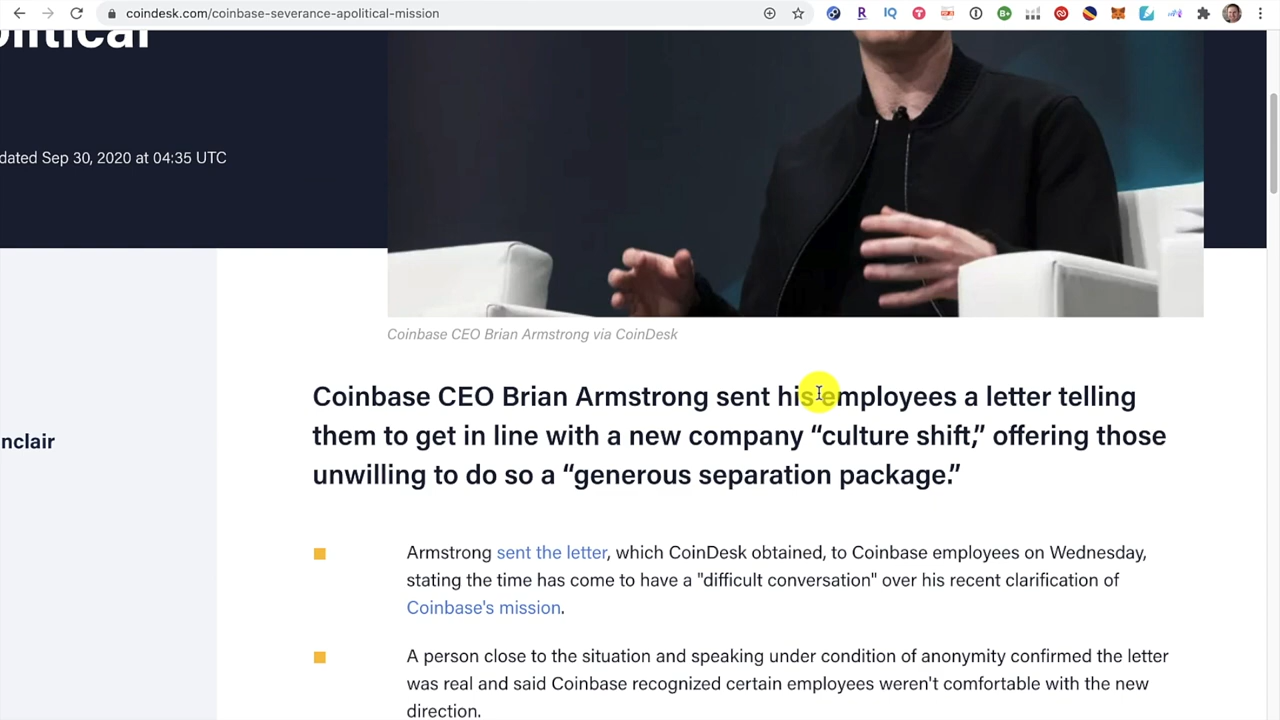 coindesk.com/coinbase-severance-apolitical-mission
olitical
dated Sep 30, 2020 at 04:35 UTC
Coinbase CEO Brian Armstrong via CoinDesk
nclair
Coinbase CEO Brian Armstrong sent his employees a letter telling
them to get in line with a new company “culture shift,” offering those
unwilling to do so a “generous separation package.”
Armstrong sent the letter, which CoinDesk obtained, to Coinbase employees on Wednesday,
stating the time has come to have a "difficult conversation" over his recent clarification of
Coinbase's mission.
A person close to the situation and speaking under condition of anonymity confirmed the letter
was real and said Coinbase recognized certain employees weren't comfortable with the new
direction.